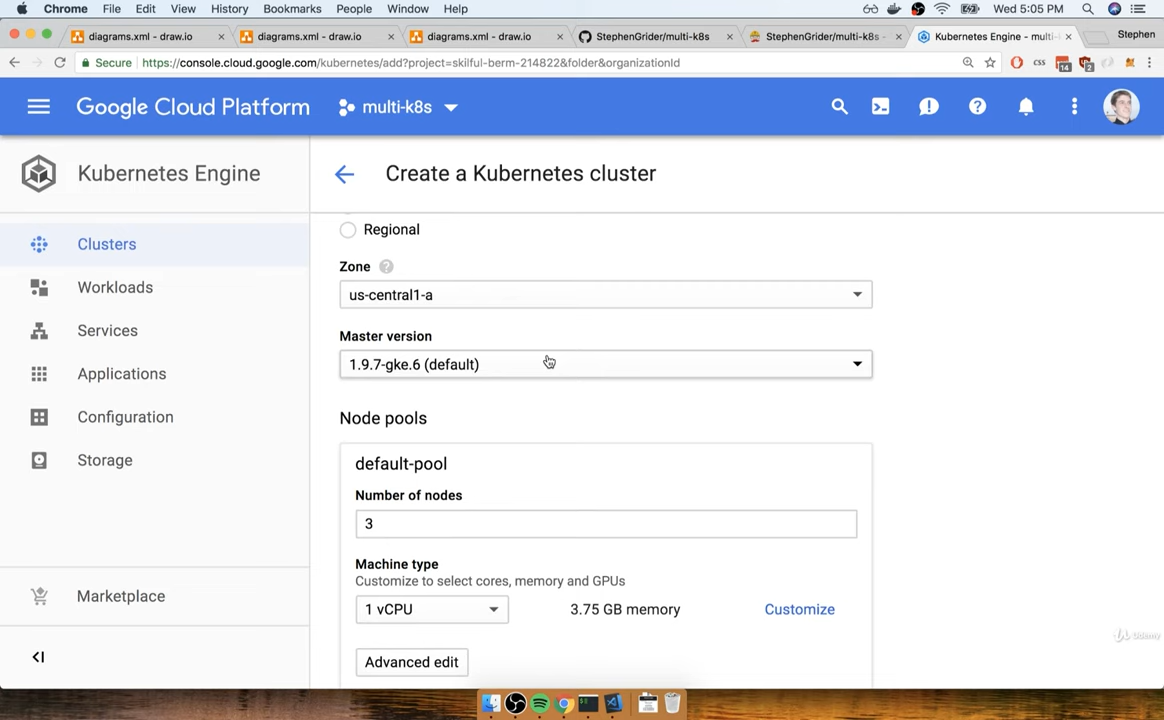 Chrome File Edit View History Bookmarks People Window Help Wed 5:05 PM
diagrams.xml - draw.io × diagrams.xml - draw.io × diagrams.xml - draw.io × StephenGrider/multi-k8s × StephenGrider/multi-k8s - × Kubernetes Engine - multi- × Stephen
Secure https://console.cloud.google.com/kubernetes/add?project=skilful-berm-214822&folder&organizationId css 14 2
Google Cloud Platform multi-k8s
Kubernetes Engine Create a Kubernetes cluster
Regional
Clusters
Zone ?
Workloads
us-central1-a
Services
Master version
1.9.7-gke.6 (default)
Applications
Configuration
Node pools
Storage
default-pool
Number of nodes
3
Machine type
Customize to select cores, memory and GPUs
Marketplace
1 vCPU 3.75 GB memory Customize
Udemy
Advanced edit